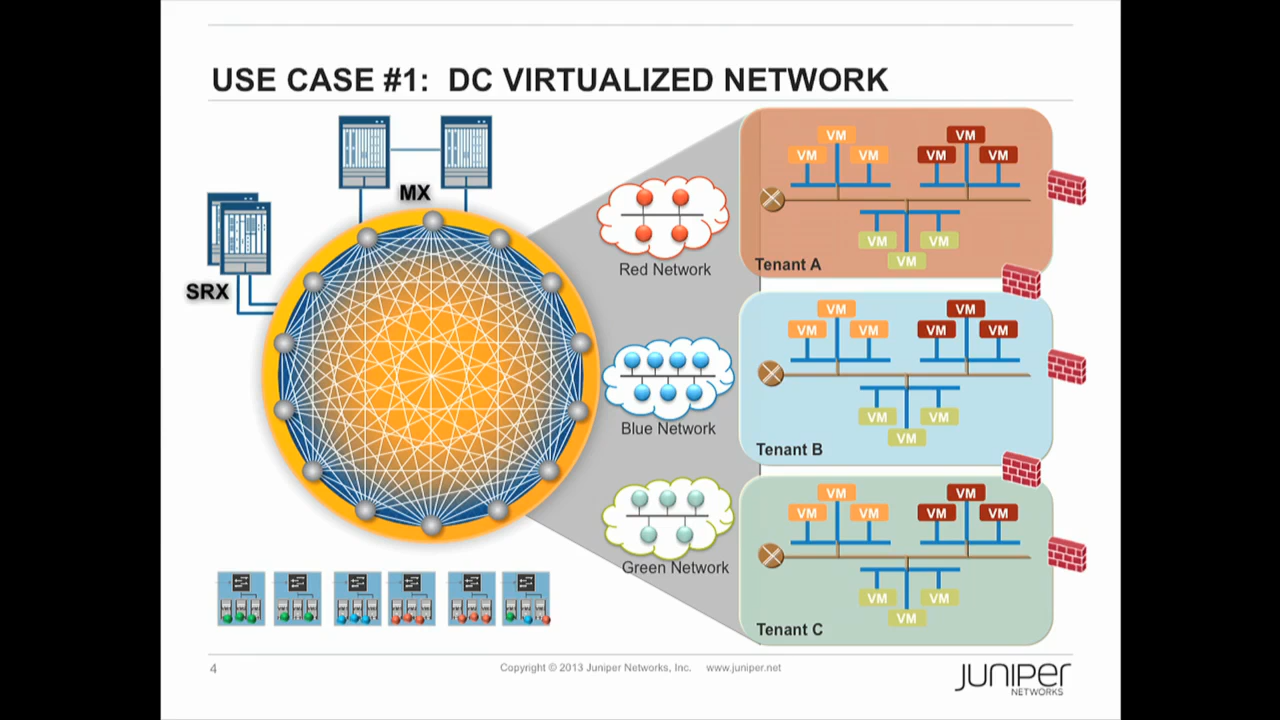 USE CASE #1: DC VIRTUALIZED NETWORK
MX
SRX
Red Network
Blue Network
Green Network
VM
VM VM
VM
VM VM
VM VM
VM
Tenant A
VM
VM VM
VM
VM VM
VM VM
VM
Tenant B
VM
VM VM
VM
VM VM
VM VM
VM
Tenant C
4
Copyright © 2013 Juniper Networks, Inc. www.juniper.net
JUNIPER
NETWORKS